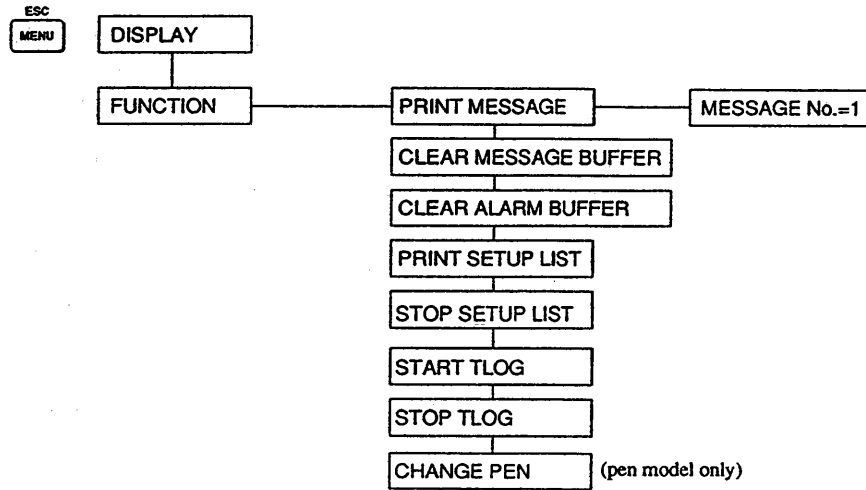 ESC
MENU
DISPLAY
FUNCTION
PRINT MESSAGE
MESSAGE No.=1
CLEAR MESSAGE BUFFER
CLEAR ALARM BUFFER
PRINT SETUP LIST
STOP SETUP LIST
START TLOG
STOP TLOG
CHANGE PEN
(pen model only)